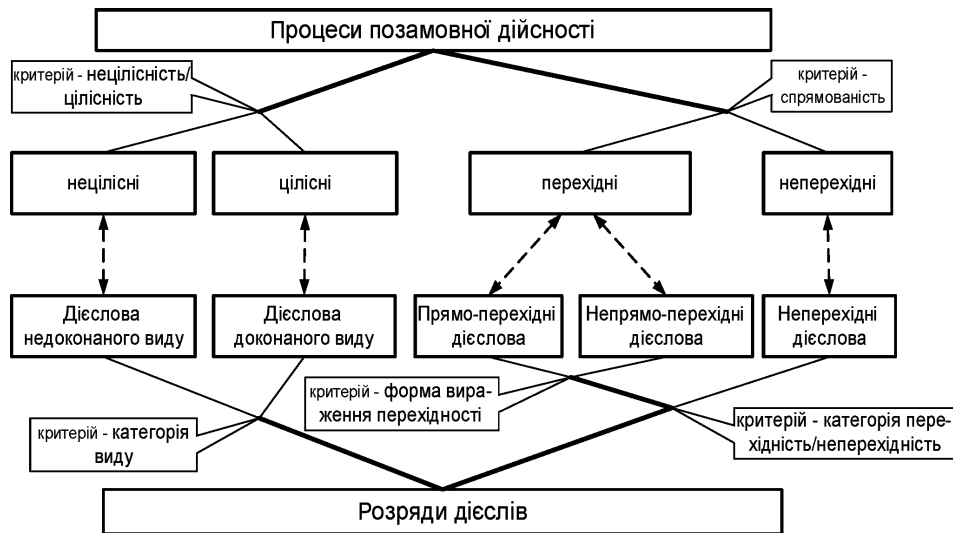 Процеси позамовної дійсності
критерій - нецілісність/
цілісність
критерій -
спрямованість
нецілісні
цілісні
перехідні
неперехідні
Дієслова
недоконаного виду
Дієслова
доконаного виду
Прямо-перехідні
дієслова
Непрямо-перехідні
дієслова
Неперехідні
дієслова
критерій - форма вира-
ження перехідності
критерій - категорія
виду
критерій - категорія пере-
хідність/неперехідність
Розряди дієслів